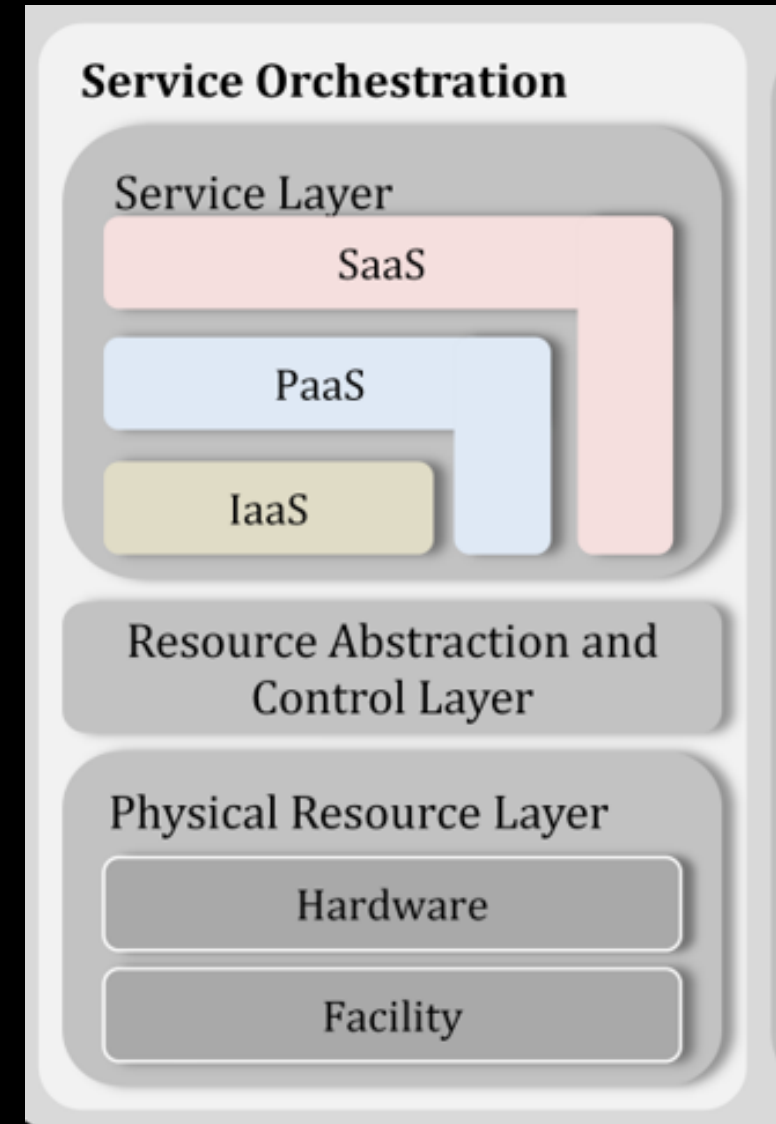 Service Orchestration
Service Layer
SaaS
PaaS
IaaS
Resource Abstraction and
Control Layer
Physical Resource Layer
Hardware
Facility